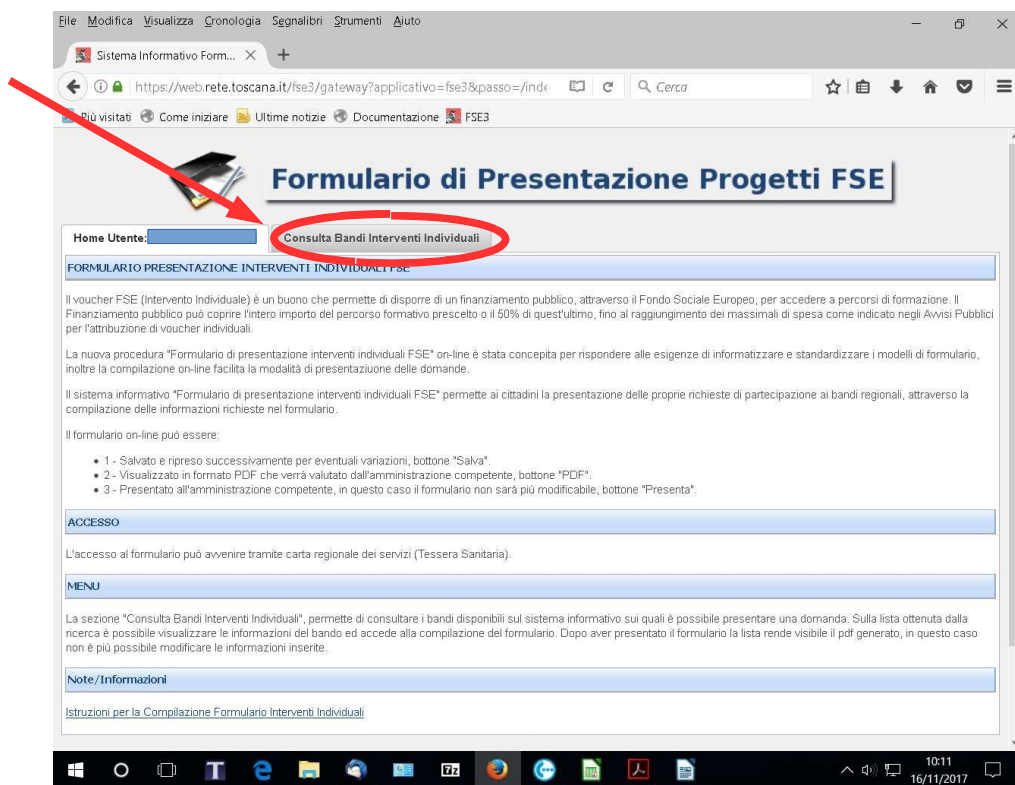 File Modifica Visualizza Cronologia Segnalibri Strumenti Aiuto
Sistema Informativo Form...
https://web.rete.toscana.it/fse3/gateway?applicativo=fse3&passo=/inde
Cerca
Più visitati Come iniziare Ultime notizie Documentazione FSE3
Formulario di Presentazione Progetti FSE
Home Utente:
Consulta Bandi Interventi Individuali
FORMULARIO PRESENTAZIONE INTERVENTI INDIVIDUALI FSE
Il voucher FSE (Intervento Individuale) è un buono che permette di disporre di un finanziamento pubblico, attraverso il Fondo Sociale Europeo, per accedere a percorsi di formazione. Il
Finanziamento pubblico può coprire l'intero importo del percorso formativo prescelto o il 50% di quest'ultimo, fino al raggiungimento dei massimali di spesa come indicato negli Avvisi Pubblici
per l'attribuzione di voucher individuali.
La nuova procedura "Formulario di presentazione interventi individuali FSE" on-line è stata concepita per rispondere alle esigenze di informatizzare e standardizzare i modelli di formulario,
inoltre la compilazione on-line facilita la modalità di presentaziuone delle domande.
Il sistema informativo "Formulario di presentazione interventi individuali FSE" permette ai cittadini la presentazione delle proprie richieste di partecipazione ai bandi regionali, attraverso la
compilazione delle informazioni richieste nel formulario.
Il formulario on-line può essere:
• 1 - Salvato e ripreso successivamente per eventuali variazioni, bottone "Salva".
• 2 - Visualizzato in formato PDF che verrà valutato dall'amministrazione competente, bottone "PDF".
• 3 - Presentato all'amministrazione competente, in questo caso il formulario non sarà più modificabile, bottone "Presenta".
ACCESSO
L'accesso al formulario può avvenire tramite carta regionale dei servizi (Tessera Sanitaria).
MENU
La sezione "Consulta Bandi Interventi Individuali", permette di consultare i bandi disponibili sul sistema informativo sui quali è possibile presentare una domanda. Sulla lista ottenuta dalla
ricerca è possibile visualizzare le informazioni del bando ed accede alla compilazione del formulario. Dopo aver presentato il formulario la lista rende visibile il pdf generato, in questo caso
non è più possibile modificare le informazioni inserite.
Note/Informazioni
Istruzioni per la Compilazione Formulario Interventi Individuali
10:11
16/11/2017